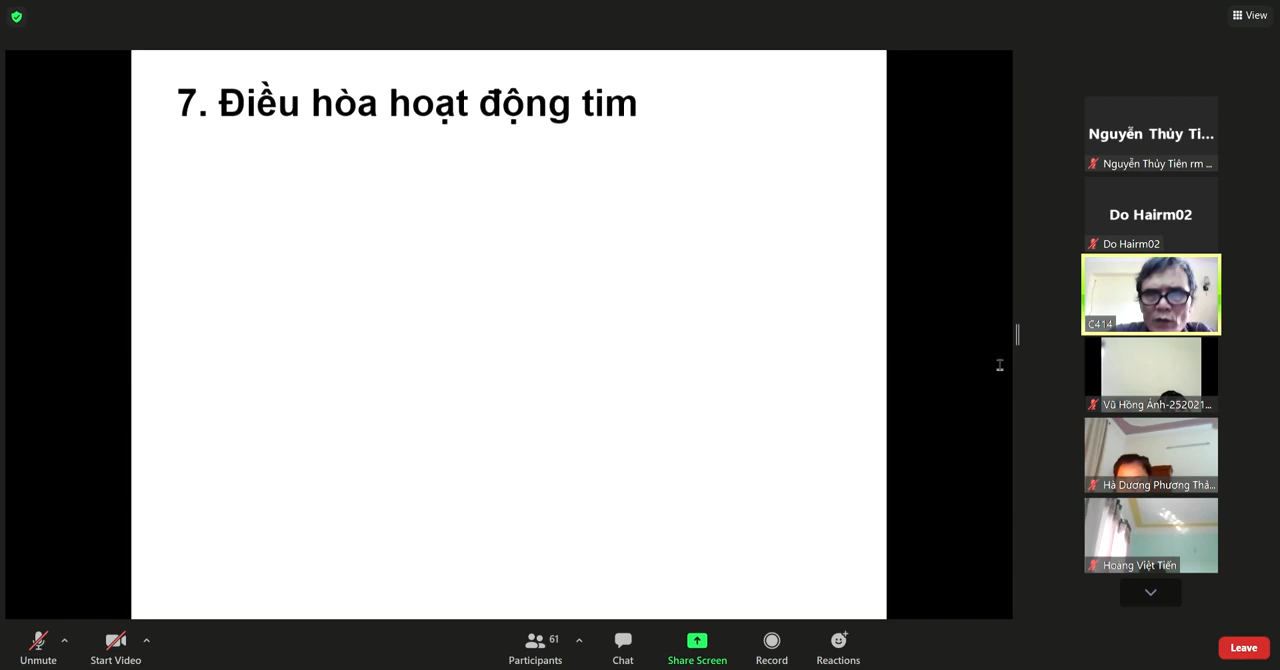 View
7. Điều hòa hoạt động tim
Nguyễn Thủy Ti...
Nguyễn Thủy Tiên rm ...
Do Hairm02
Do Hairm02
C414
Vũ Hồng Ánh-252021...
Hà Dương Phương Thả...
Hoàng Việt Tiến
Unmute
Start Video
61
Participants
Chat
Share Screen
Record
Reactions
Leave